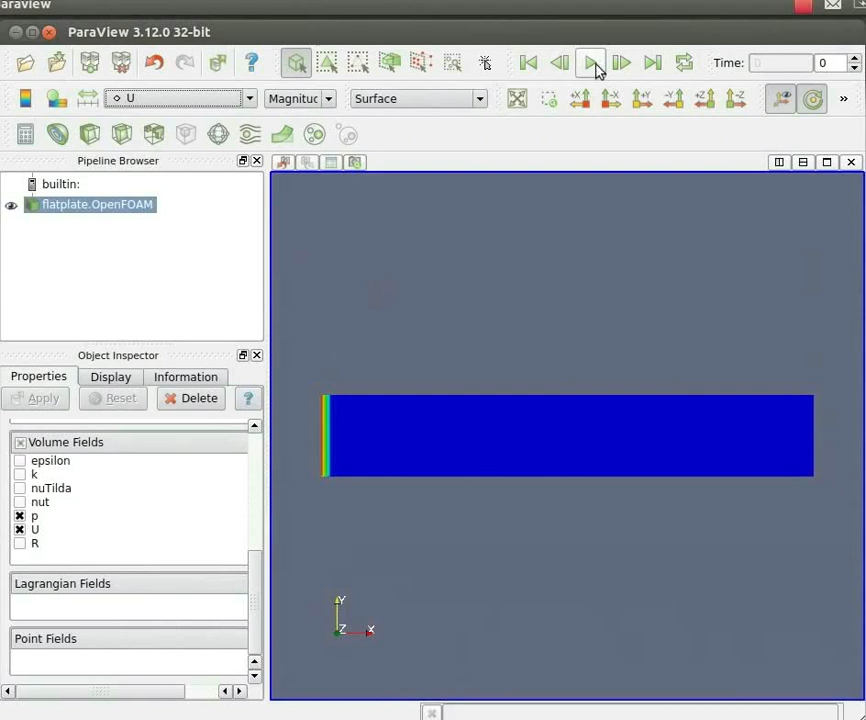 araview
ParaView 3.12.0 32-bit
Time: 0 0
U
Magnituc
Surface
+X -X +Y -Y +Z -Z
»
Pipeline Browser
builtin:
flatplate.OpenFOAM
Object Inspector
Properties Display Information
Apply Reset Delete ?
Volume Fields
epsilon
k
nuTilda
nut
p
U
R
Lagrangian Fields
Point Fields
Y
Z X